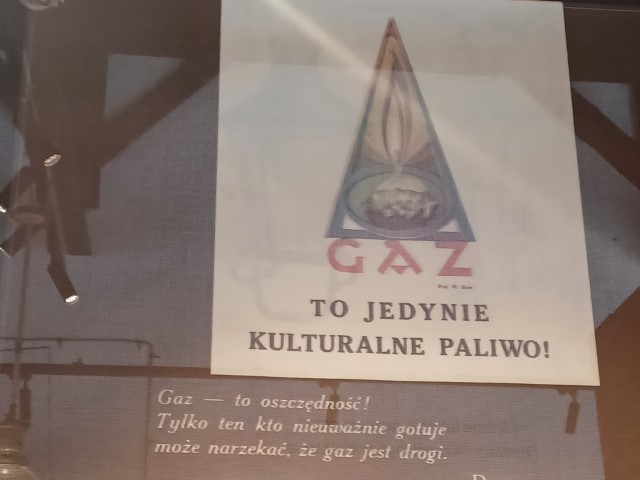 GAZ
TO JEDYNIE
KULTURALNE PALIWO!
Gaz — to oszczędność!
Tylko ten kto nieuważnie gotuje
może narzekać, że gaz jest drogi.